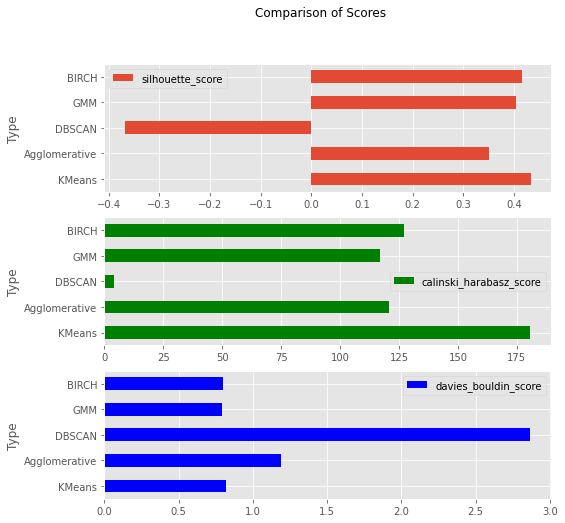 Comparison of Scores
silhouette_score
Type
BIRCH
GMM
DBSCAN
Agglomerative
KMeans
−0.4 −0.3 −0.2 −0.1 0.0 0.1 0.2 0.3 0.4
calinski_harabasz_score
Type
BIRCH
GMM
DBSCAN
Agglomerative
KMeans
0 25 50 75 100 125 150 175
davies_bouldin_score
Type
BIRCH
GMM
DBSCAN
Agglomerative
KMeans
0.0 0.5 1.0 1.5 2.0 2.5 3.0